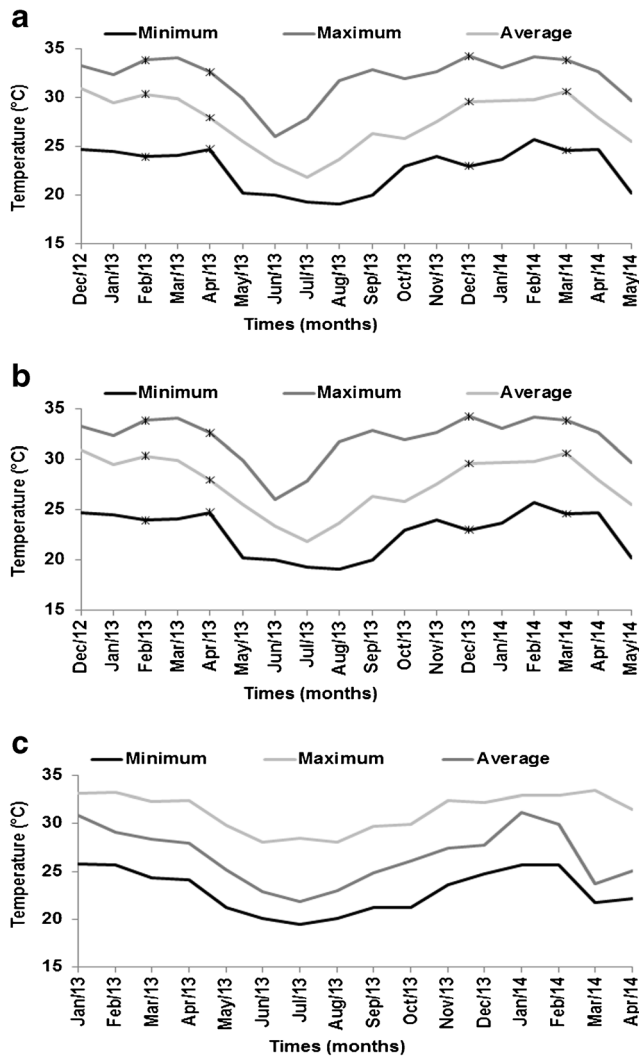 a
Minimum Maximum Average
35
30
25
20
15
Temperature (°C)
Dec/12 Jan/13 Feb/13 Mar/13 Apr/13 May/13 Jun/13 Jul/13 Aug/13 Sep/13 Oct/13 Nov/13 Dec/13 Jan/14 Feb/14 Mar/14 Apr/14 May/14
Times (months)
b
Minimum Maximum Average
35
30
25
20
15
Temperature (°C)
Dec/12 Jan/13 Feb/13 Mar/13 Apr/13 May/13 Jun/13 Jul/13 Aug/13 Sep/13 Oct/13 Nov/13 Dec/13 Jan/14 Feb/14 Mar/14 Apr/14 May/14
Times (months)
c
Minimum Maximum Average
35
30
25
20
15
Temperature (°C)
Jan/13 Feb/13 Mar/13 Apr/13 May/13 Jun/13 Jul/13 Aug/13 Sep/13 Oct/13 Nov/13 Dec/13 Jan/14 Feb/14 Mar/14 Apr/14
Times (months)